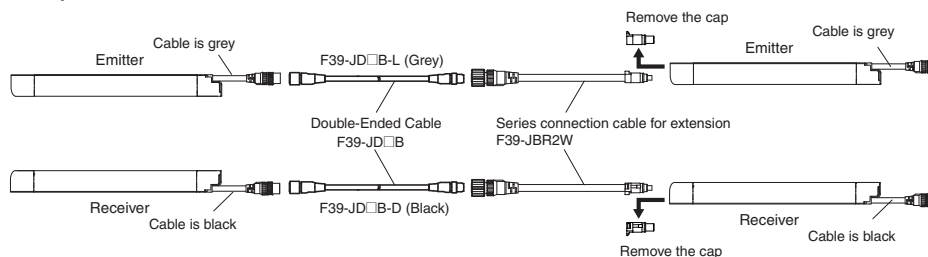 Remove the cap
Cable is grey
Emitter
F39-JD□B-L (Grey)
Cable is grey
Emitter
Double-Ended Cable
F39-JD□B
Series connection cable for extension
F39-JBR2W
Receiver
Cable is black
F39-JD□B-D (Black)
Receiver
Cable is black
Remove the cap